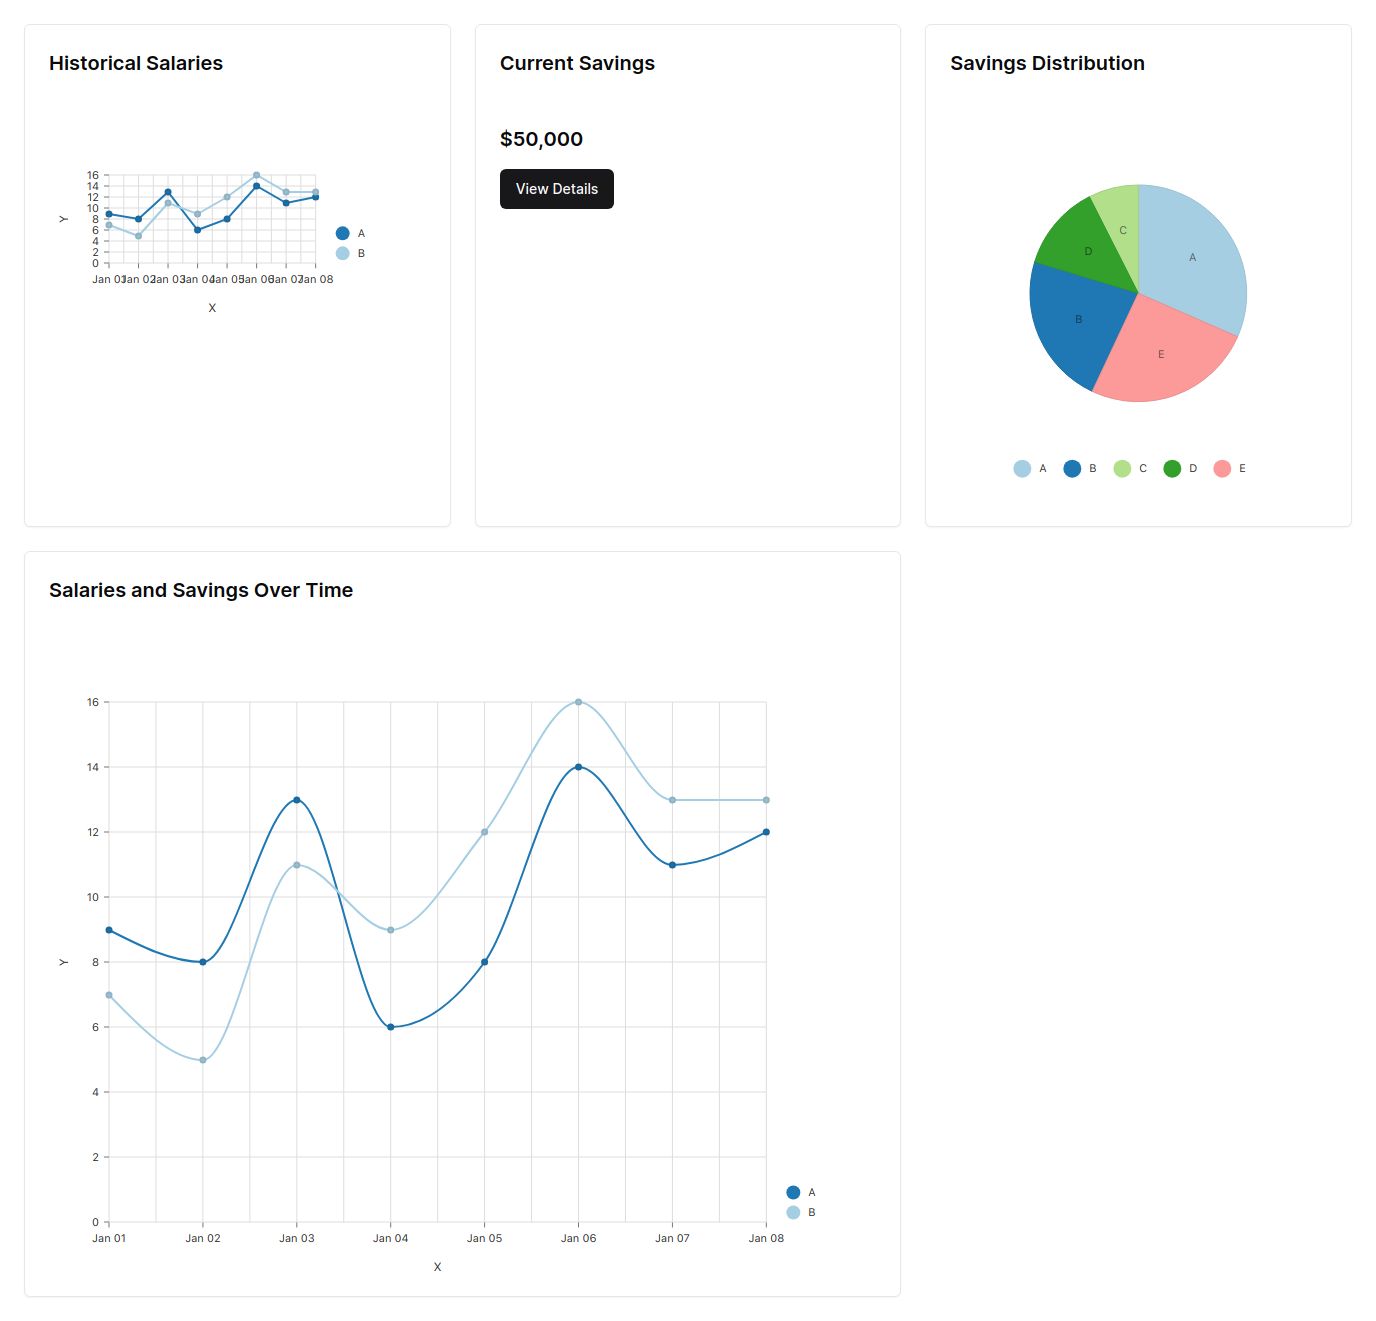 Historical Salaries
16
14
12
10
8
6
4
2
0
Y
Jan 01 Jan 02 Jan 03 Jan 04 Jan 05 Jan 06 Jan 07 Jan 08
X
A
B
Current Savings
$50,000
View Details
Savings Distribution
C
A
D
B
E
A B C D E
Salaries and Savings Over Time
16
14
12
10
8
6
4
2
0
Y
Jan 01 Jan 02 Jan 03 Jan 04 Jan 05 Jan 06 Jan 07 Jan 08
X
A
B